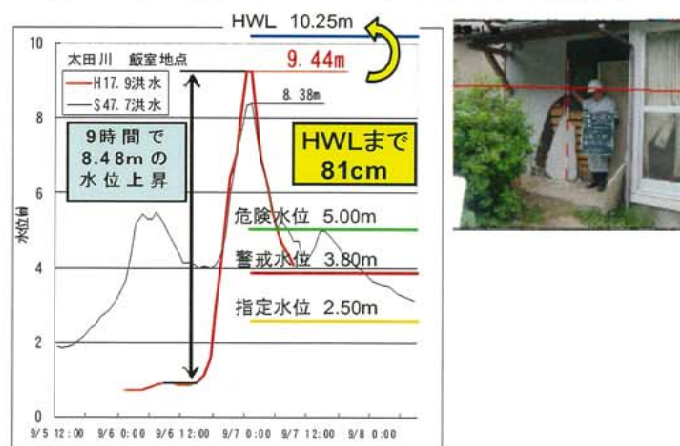 HWL 10.25m
10
太田川 飯室地点
H17.9洪水
S47.7洪水
9.44m
8.38m
8
9時間で
8.48mの
水位上昇
HWLまで
81cm
6
水位(m)
危険水位 5.00m
4
警戒水位 3.80m
指定水位 2.50m
2
0
9/5 12:00 9/6 0:00 9/6 12:00 9/7 0:00 9/7 12:00 9/8 0:00